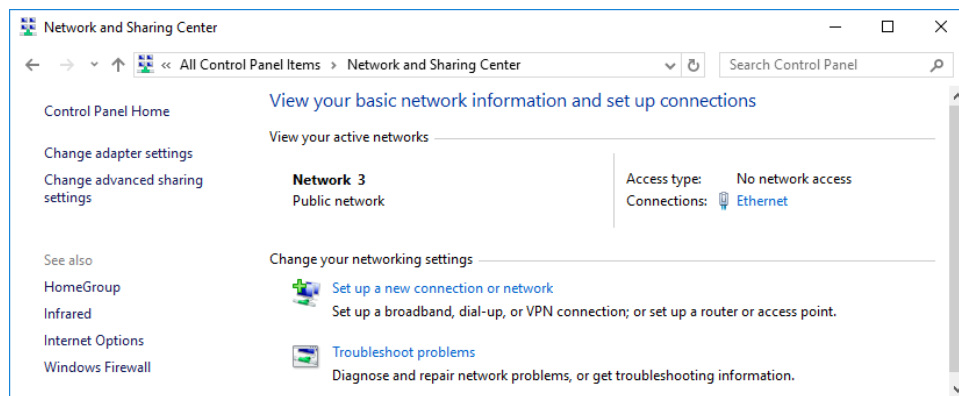 Network and Sharing Center
« All Control Panel Items > Network and Sharing Center
Search Control Panel
Control Panel Home
Change adapter settings
Change advanced sharing
settings
See also
HomeGroup
Infrared
Internet Options
Windows Firewall
View your basic network information and set up connections
View your active networks
Network 3
Public network
Access type: No network access
Connections: Ethernet
Change your networking settings
Set up a new connection or network
Set up a broadband, dial-up, or VPN connection; or set up a router or access point.
Troubleshoot problems
Diagnose and repair network problems, or get troubleshooting information.